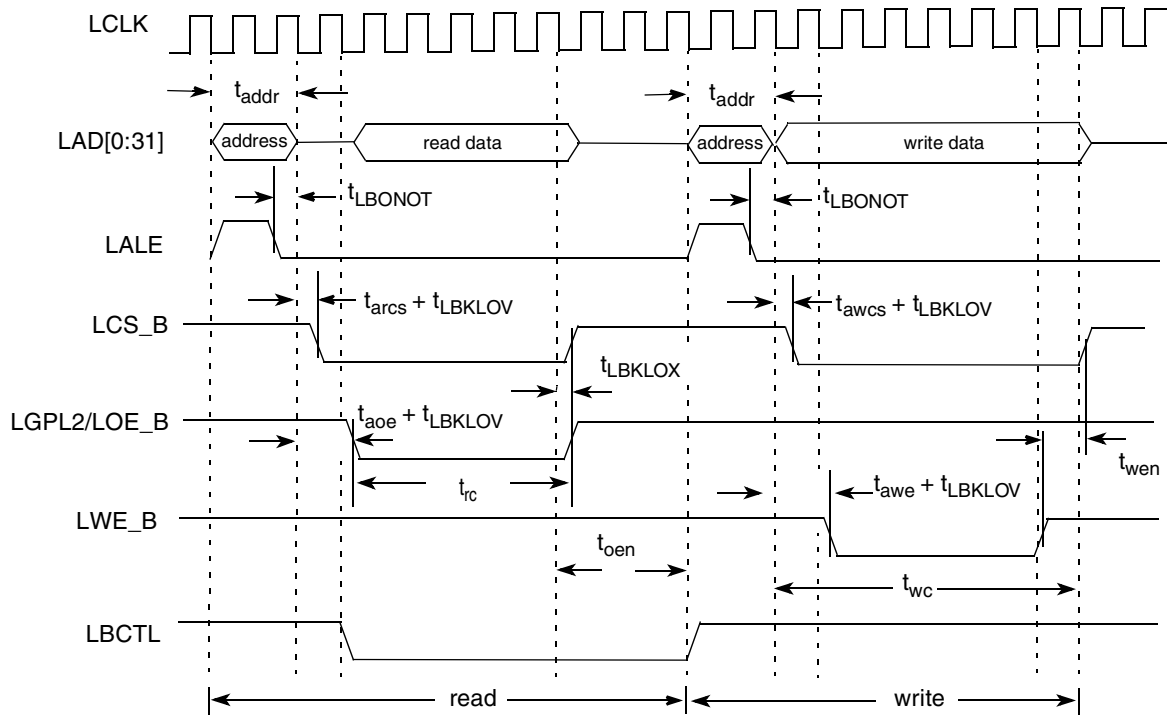 LCLK
t_addr t_addr
LAD[0:31] address read data address write data
t_LBONOT t_LBONOT
LALE
t_arcs + t_LBKLOV t_awcs + t_LBKLOV
LCS_B
t_LBKLOX
t_aoe + t_LBKLOV
LGPL2/LOE_B
t_wen
t_rc t_awe + t_LBKLOV
LWE_B
t_oen
t_wc
LBCTL
read write